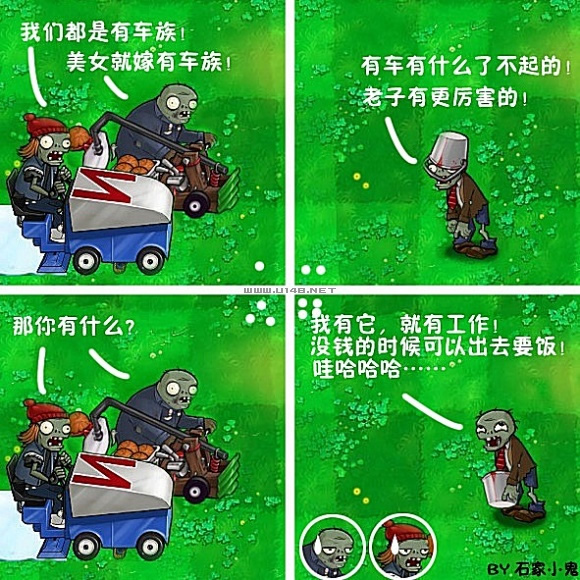 我们都是有车族！
美女就嫁有车族！
有车有什么了不起的！
老子有更厉害的！
WWW.U148.NET
那你有什么？
我有它，就有工作！
没钱的时候可以出去要饭！
哇哈哈哈……
BY 石家小鬼